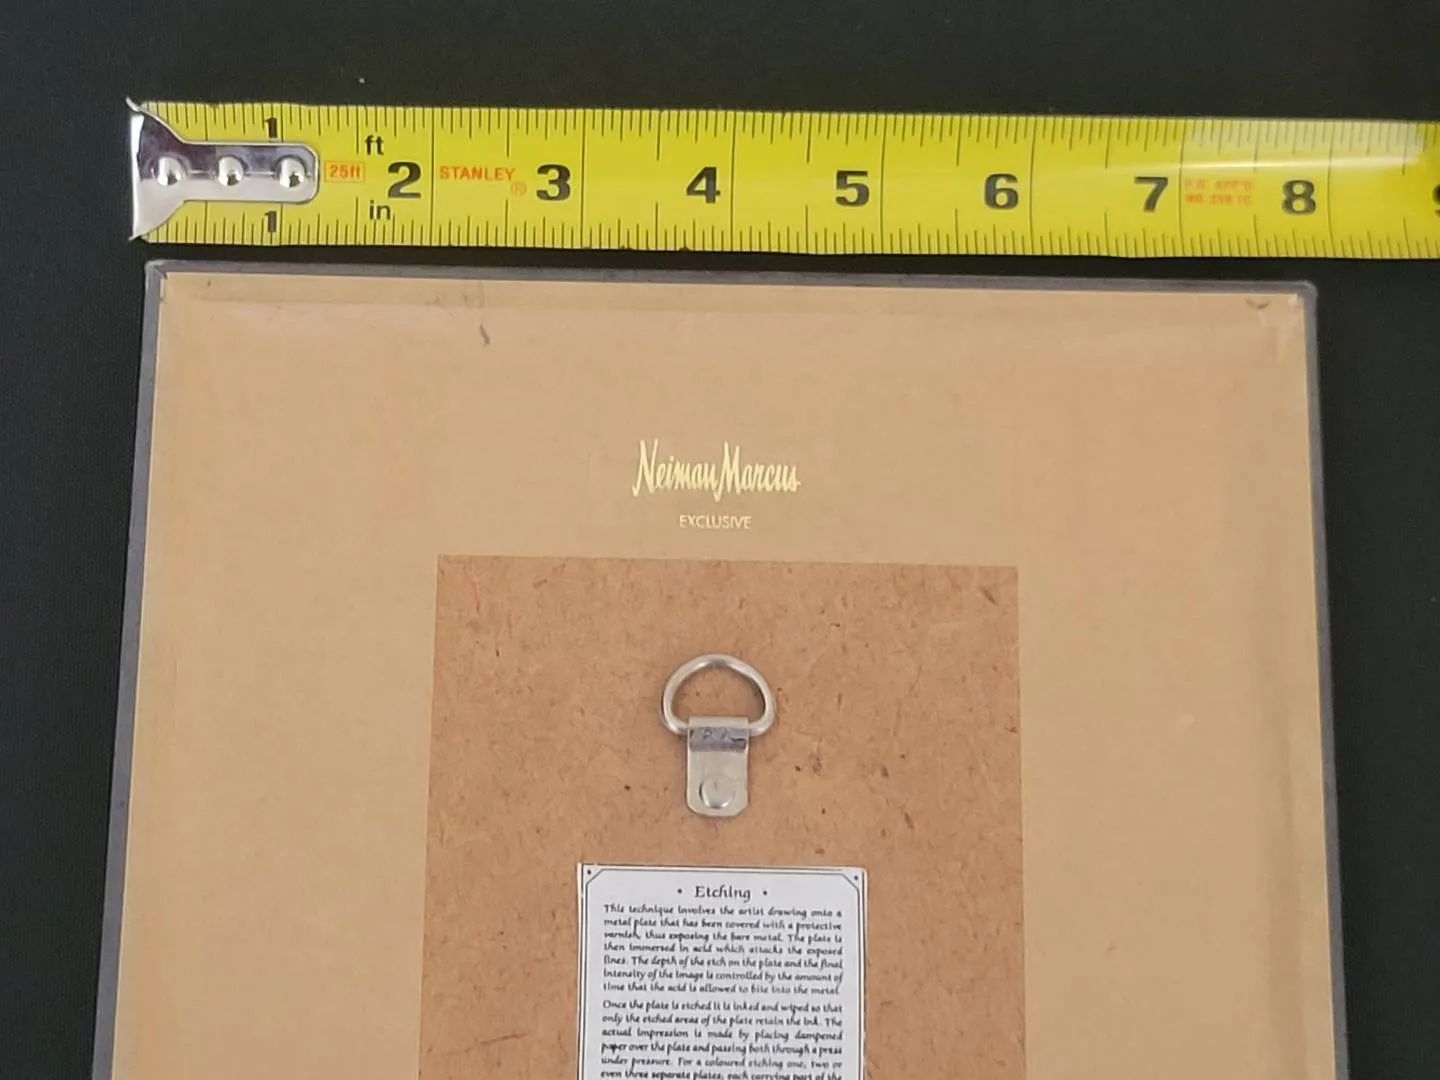 1 ft
25ft 2 STANLEY ® 3 4 5 6 7 8 9
1 in
Neiman Marcus
EXCLUSIVE
• Etching •
This technique involves the artist drawing onto a
metal plate that has been covered with a protective
varnish, thus exposing the bare metal. The plate is
then immersed in acid which attacks the exposed
lines. The depth of the etch on the plate and the final
intensity of the image is controlled by the amount of
time that the acid is allowed to bite into the metal.
Once the plate is etched it is inked and wiped so that
only the etched areas of the plate retain the ink. The
actual impression is made by placing dampened
paper over the plate and passing both through a press
under pressure. For a coloured etching one, two or
even three separate plates, each carrying part of the